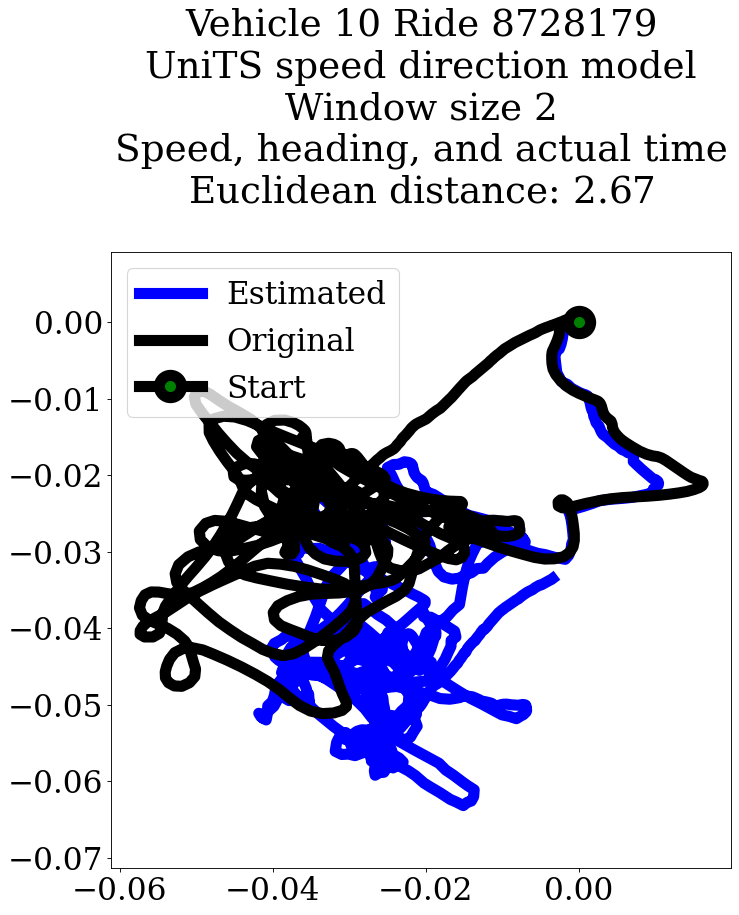 Vehicle 10 Ride 8728179
UniTS speed direction model
Window size 2
Speed, heading, and actual time
Euclidean distance: 2.67
Estimated
Original
Start
0.00
−0.01
−0.02
−0.03
−0.04
−0.05
−0.06
−0.07
−0.06
−0.04
−0.02
0.00